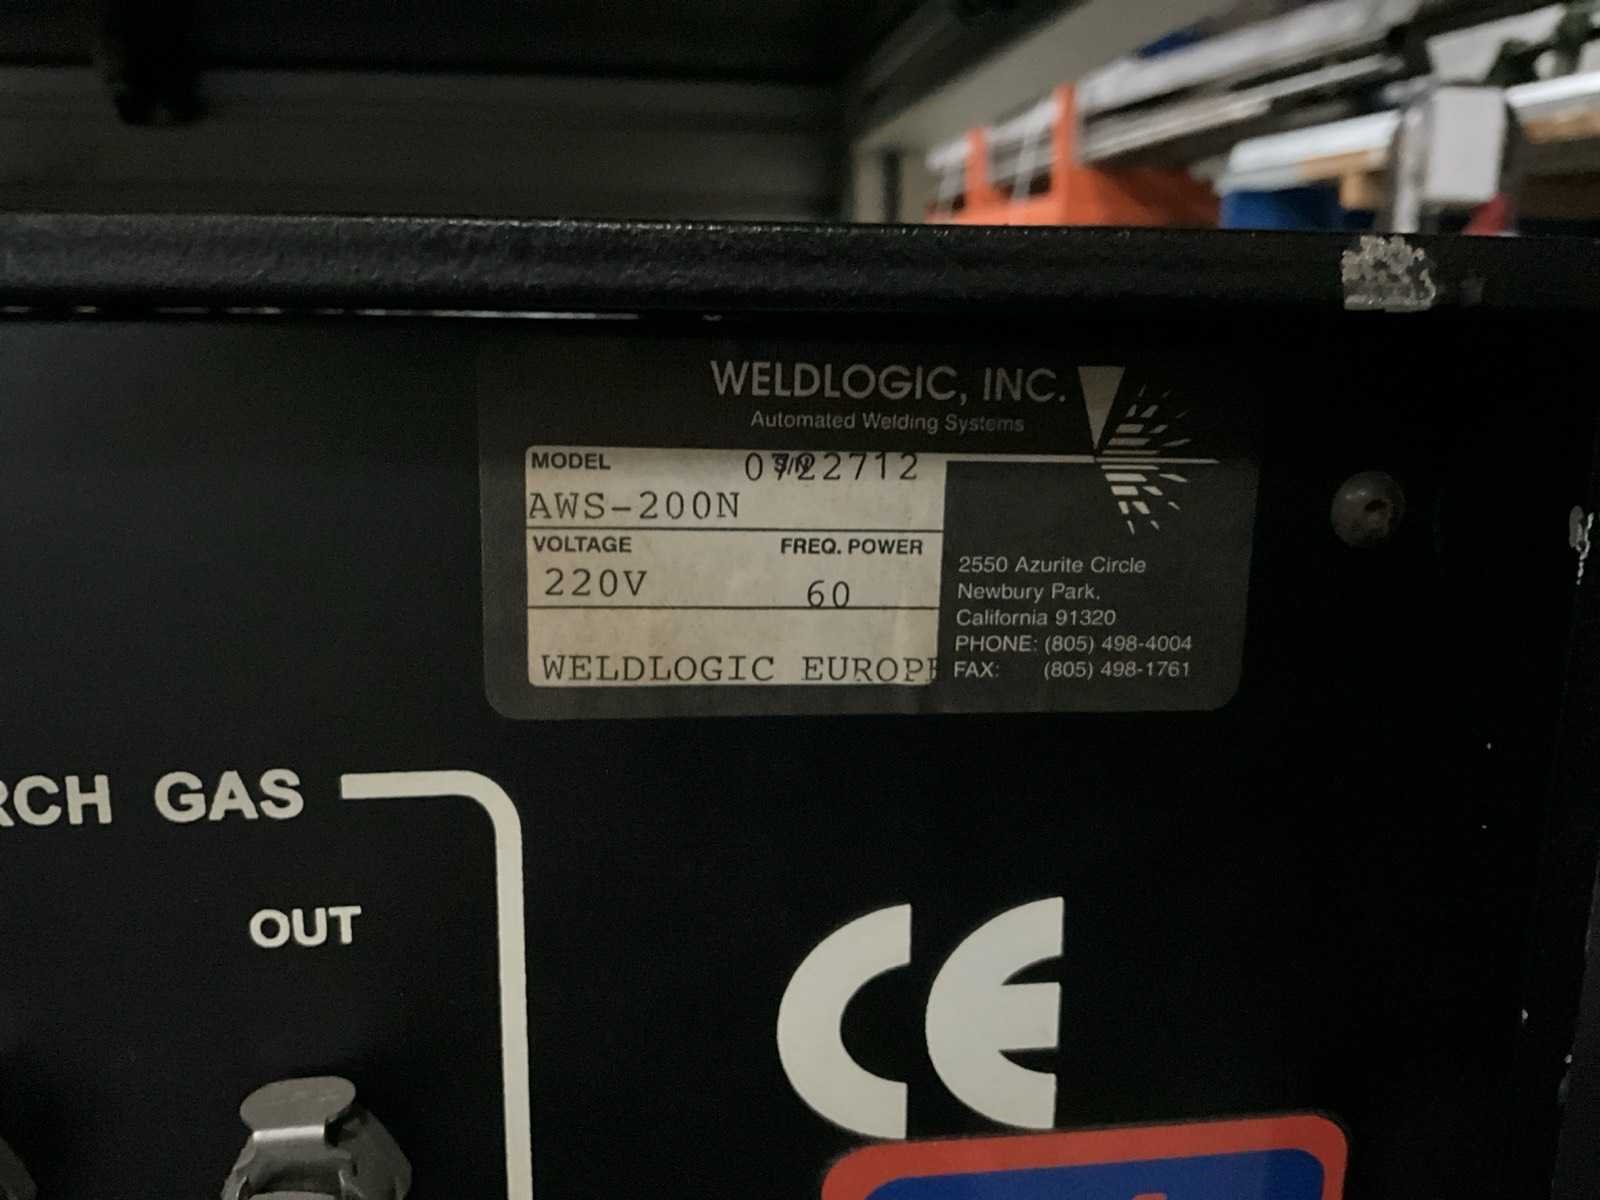 WELDLOGIC, INC.
Automated Welding Systems
MODEL
AWS-200N
VOLTAGE FREQ. POWER
220V 60
WELDLOGIC EUROPE
2550 Azurite Circle
Newbury Park,
California 91320
PHONE: (805) 498-4004
FAX: (805) 498-1761
GAS
OUT
CE